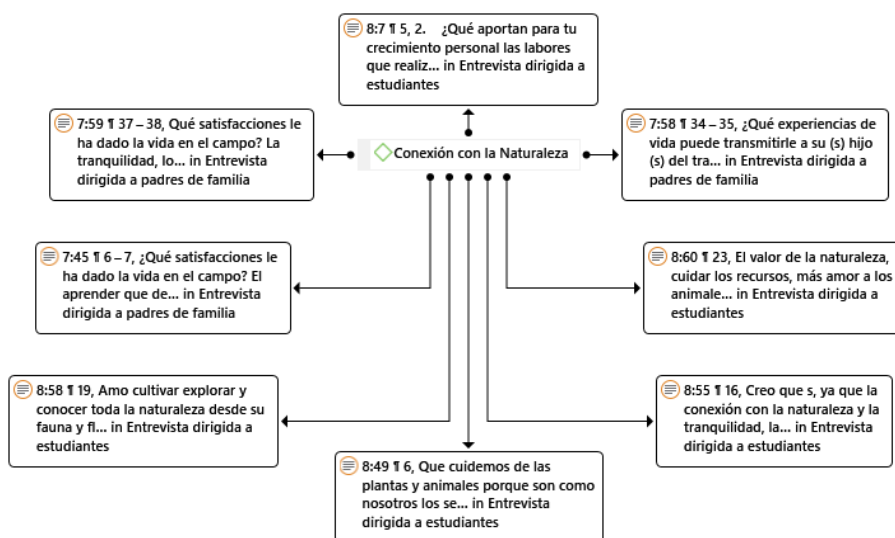 8:7 ¶ 5, 2. ¿Qué aportan para tu
crecimiento personal las labores
que realiz... in Entrevista dirigida a
estudiantes
7:59 ¶ 37 – 38, Qué satisfacciones le
ha dado la vida en el campo? La
tranquilidad, lo... in Entrevista
dirigida a padres de familia
Conexión con la Naturaleza
7:58 ¶ 34 – 35, ¿Qué experiencias de
vida puede transmitirle a su (s) hijo
(s) del tra... in Entrevista dirigida a
padres de familia
7:45 ¶ 6 – 7, ¿Qué satisfacciones le
ha dado la vida en el campo? El
aprender que de... in Entrevista
dirigida a padres de familia
8:60 ¶ 23, El valor de la naturaleza,
cuidar los recursos, más amor a los
animale... in Entrevista dirigida a
estudiantes
8:58 ¶ 19, Amo cultivar explorar y
conocer toda la naturaleza desde su
fauna y fl... in Entrevista dirigida a
estudiantes
8:55 ¶ 16, Creo que s, ya que la
conexión con la naturaleza y la
tranquilidad, la... in Entrevista
dirigida a estudiantes
8:49 ¶ 6, Que cuidemos de las
plantas y animales porque son como
nosotros los se... in Entrevista
dirigida a estudiantes